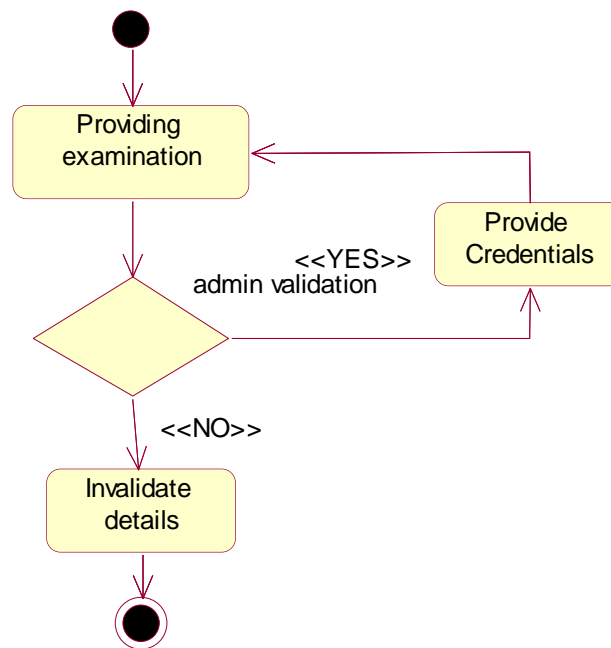 Providing
examination
Provide
Credentials
<<YES>>
admin validation
<<NO>>
Invalidate
details